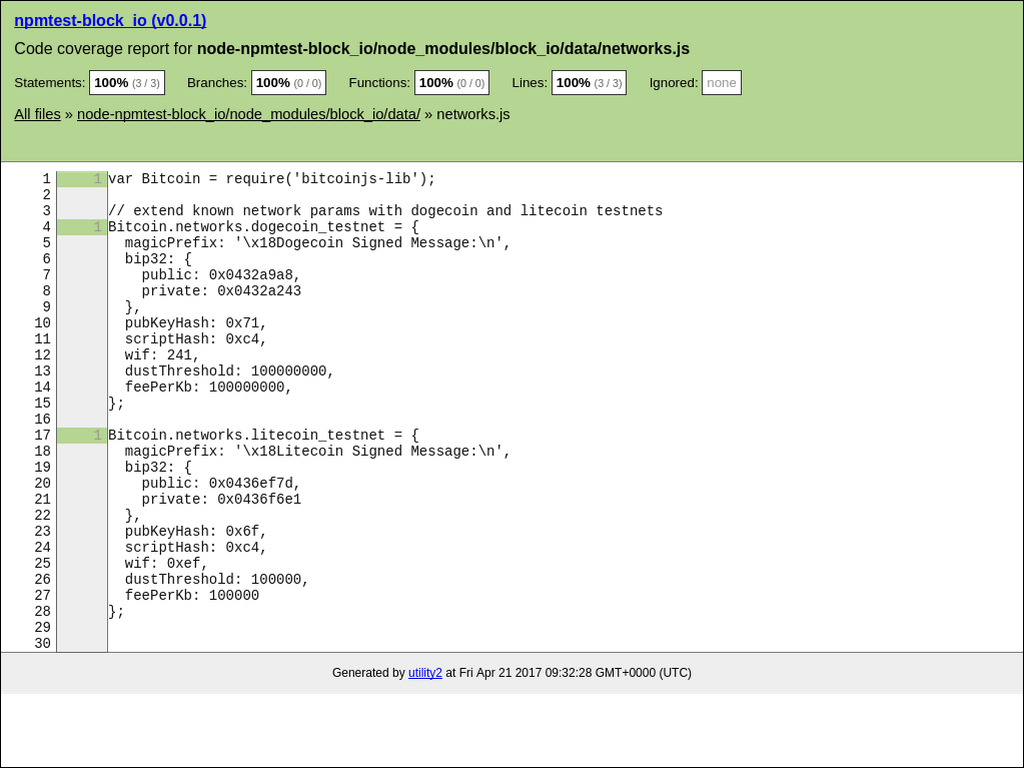 npmtest-block_io (v0.0.1)
Code coverage report for node-npmtest-block_io/node_modules/block_io/data/networks.js
Statements: 100% (3 / 3) Branches: 100% (0 / 0) Functions: 100% (0 / 0) Lines: 100% (3 / 3) Ignored: none
All files » node-npmtest-block_io/node_modules/block_io/data/ » networks.js
1 1 var Bitcoin = require('bitcoinjs-lib');
2
3 // extend known network params with dogecoin and litecoin testnets
4 1 Bitcoin.networks.dogecoin_testnet = {
5 magicPrefix: '\x18Dogecoin Signed Message:\n',
6 bip32: {
7 public: 0x0432a9a8,
8 private: 0x0432a243
9 },
10 pubKeyHash: 0x71,
11 scriptHash: 0xc4,
12 wif: 241,
13 dustThreshold: 100000000,
14 feePerKb: 100000000,
15 };
16
17 1 Bitcoin.networks.litecoin_testnet = {
18 magicPrefix: '\x18Litecoin Signed Message:\n',
19 bip32: {
20 public: 0x0436ef7d,
21 private: 0x0436f6e1
22 },
23 pubKeyHash: 0x6f,
24 scriptHash: 0xc4,
25 wif: 0xef,
26 dustThreshold: 100000,
27 feePerKb: 100000
28 };
29
30
Generated by utility2 at Fri Apr 21 2017 09:32:28 GMT+0000 (UTC)